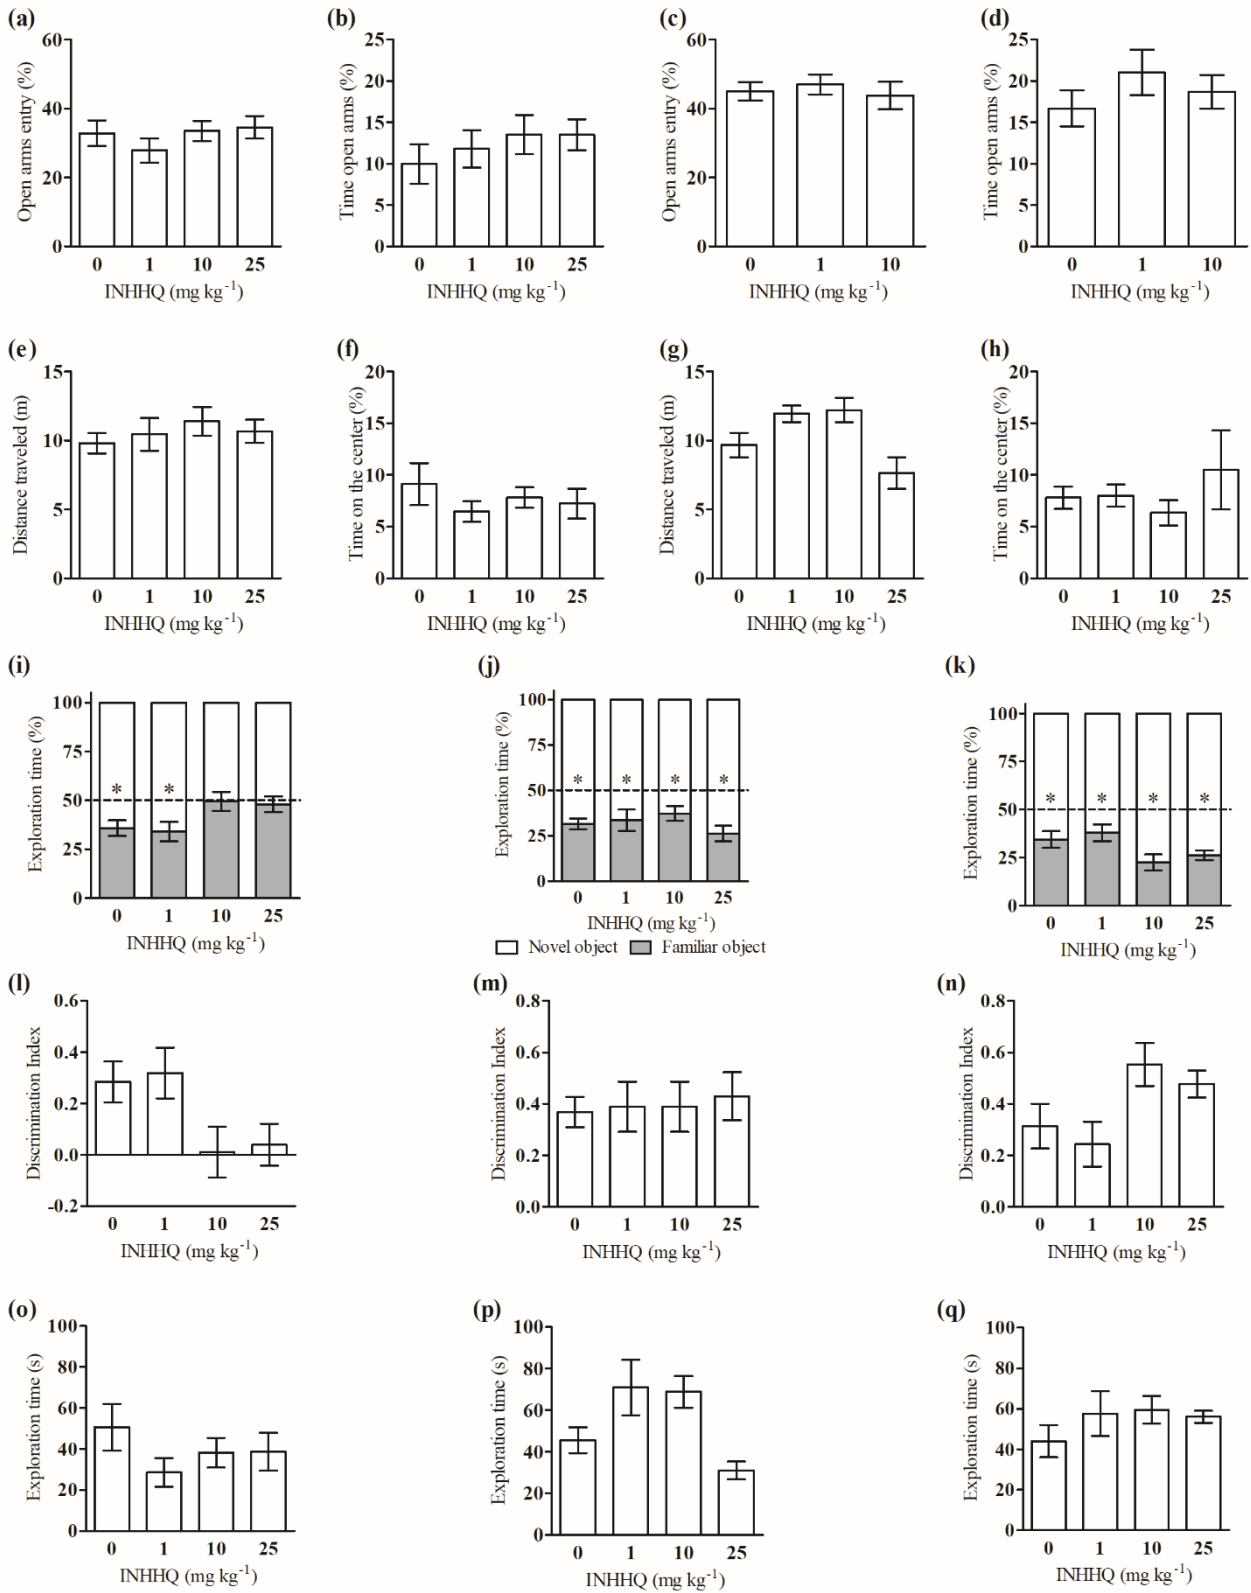 (a)
Open arms entry (%)
60
40
20
0
0 1 10 25
INHHQ (mg kg-1)
(b)
Time open arms (%)
25
20
15
10
5
0
0 1 10 25
INHHQ (mg kg-1)
(c)
Open arms entry (%)
60
40
20
0
0 1 10
INHHQ (mg kg-1)
(d)
Time open arms (%)
25
20
15
10
5
0
0 1 10
INHHQ (mg kg-1)
(e)
Distance traveled (m)
15
10
5
0
0 1 10 25
INHHQ (mg kg-1)
(f)
Time on the center (%)
20
15
10
5
0
0 1 10 25
INHHQ (mg kg-1)
(g)
Distance traveled (m)
15
10
5
0
0 1 10 25
INHHQ (mg kg-1)
(h)
Time on the center (%)
20
15
10
5
0
0 1 10 25
INHHQ (mg kg-1)
(i)
Exploration time (%)
100
75
50
25
0
* *
0 1 10 25
INHHQ (mg kg-1)
(j)
Exploration time (%)
100
75
50
25
0
* * * *
0 1 10 25
INHHQ (mg kg-1)
Novel object Familiar object
(k)
Exploration time (%)
100
75
50
25
0
* * * *
0 1 10 25
INHHQ (mg kg-1)
(l)
Discrimination Index
0.6
0.4
0.2
0.0
-0.2
0 1 10 25
INHHQ (mg kg-1)
(m)
Discrimination Index
0.8
0.6
0.4
0.2
0.0
0 1 10 25
INHHQ (mg kg-1)
(n)
Discrimination Index
0.8
0.6
0.4
0.2
0.0
0 1 10 25
INHHQ (mg kg-1)
(o)
Exploration time (s)
100
80
60
40
20
0
0 1 10 25
INHHQ (mg kg-1)
(p)
Exploration time (s)
100
80
60
40
20
0
0 1 10 25
INHHQ (mg kg-1)
(q)
Exploration time (s)
100
80
60
40
20
0
0 1 10 25
INHHQ (mg kg-1)